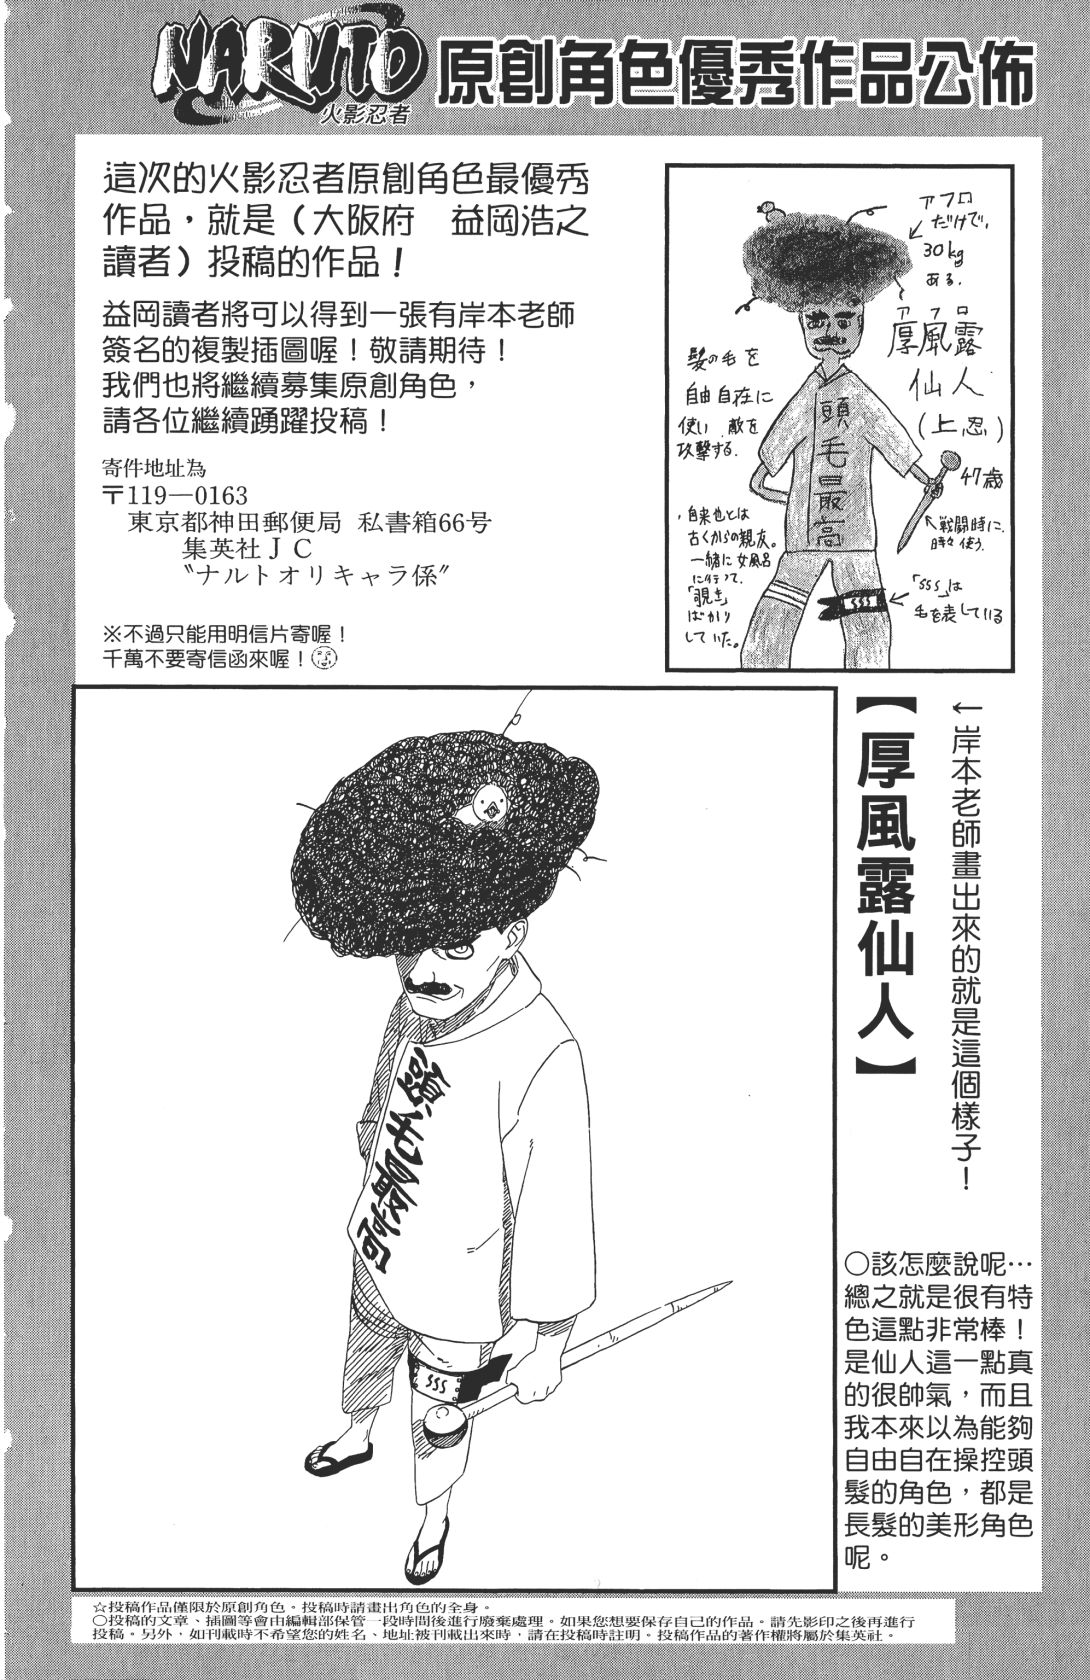 NARUTO
火影忍者
原創角色優秀作品公佈
這次的火影忍者原創角色最優秀
作品，就是（大阪府　益岡浩之
讀者）投稿的作品！
益岡讀者將可以得到一張有岸本老師
簽名的複製插圖喔！敬請期待！
我們也將繼續募集原創角色，
請各位繼續踴躍投稿！
寄件地址為
〒119—0163
東京都神田郵便局　私書箱66号
集英社ＪＣ
〝ナルトオリキャラ係〞
※不過只能用明信片寄喔！
千萬不要寄信函來喔！
アフロ
だけで、
30kg
ある.
アフロ
厚風露
仙人
(上忍)
47歳
戦闘時に
時々使う.
「SSS」は
毛を表している
髪の毛を
自由自在に
使い 敵を
攻撃する.
頭毛最高
自来也とは
古くからの親友。
一緒に女風呂
に行って、
「覗き」
ばかり
していた。
SSS
←岸本老師畫出來的就是這個樣子！
【厚風露仙人】
頭毛最高
SSS
○該怎麼說呢…
總之就是很有特
色這點非常棒！
是仙人這一點真
的很帥氣，而且
我本來以為能夠
自由自在操控頭
髮的角色，都是
長髮的美形角色
呢。
☆投稿作品僅限於原創角色。投稿時請畫出角色的全身。
○投稿的文章、插圖等會由編輯部保管一段時間後進行廢棄處理。如果您想要保存自己的作品。請先影印之後再進行
投稿。另外，如刊載時不希望您的姓名、地址被刊載出來時，請在投稿時註明。投稿作品的著作權將屬於集英社。